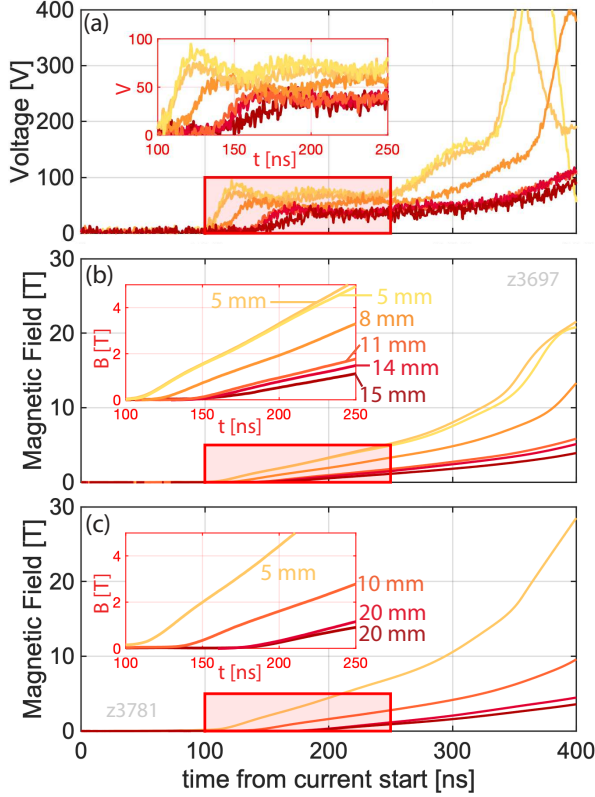 (a)
Voltage [V]
400
300
200
100
0
V
100
50
0
100 150 200 250
t [ns]
(b)
z3697
Magnetic Field [T]
30
20
10
0
B [T]
4
2
0
5 mm
5 mm
8 mm
11 mm
14 mm
15 mm
100 150 200 250
t [ns]
(c)
z3781
Magnetic Field [T]
30
20
10
0
B [T]
4
2
0
5 mm
10 mm
20 mm
20 mm
100 150 200 250
t [ns]
0 100 200 300 400
time from current start [ns]